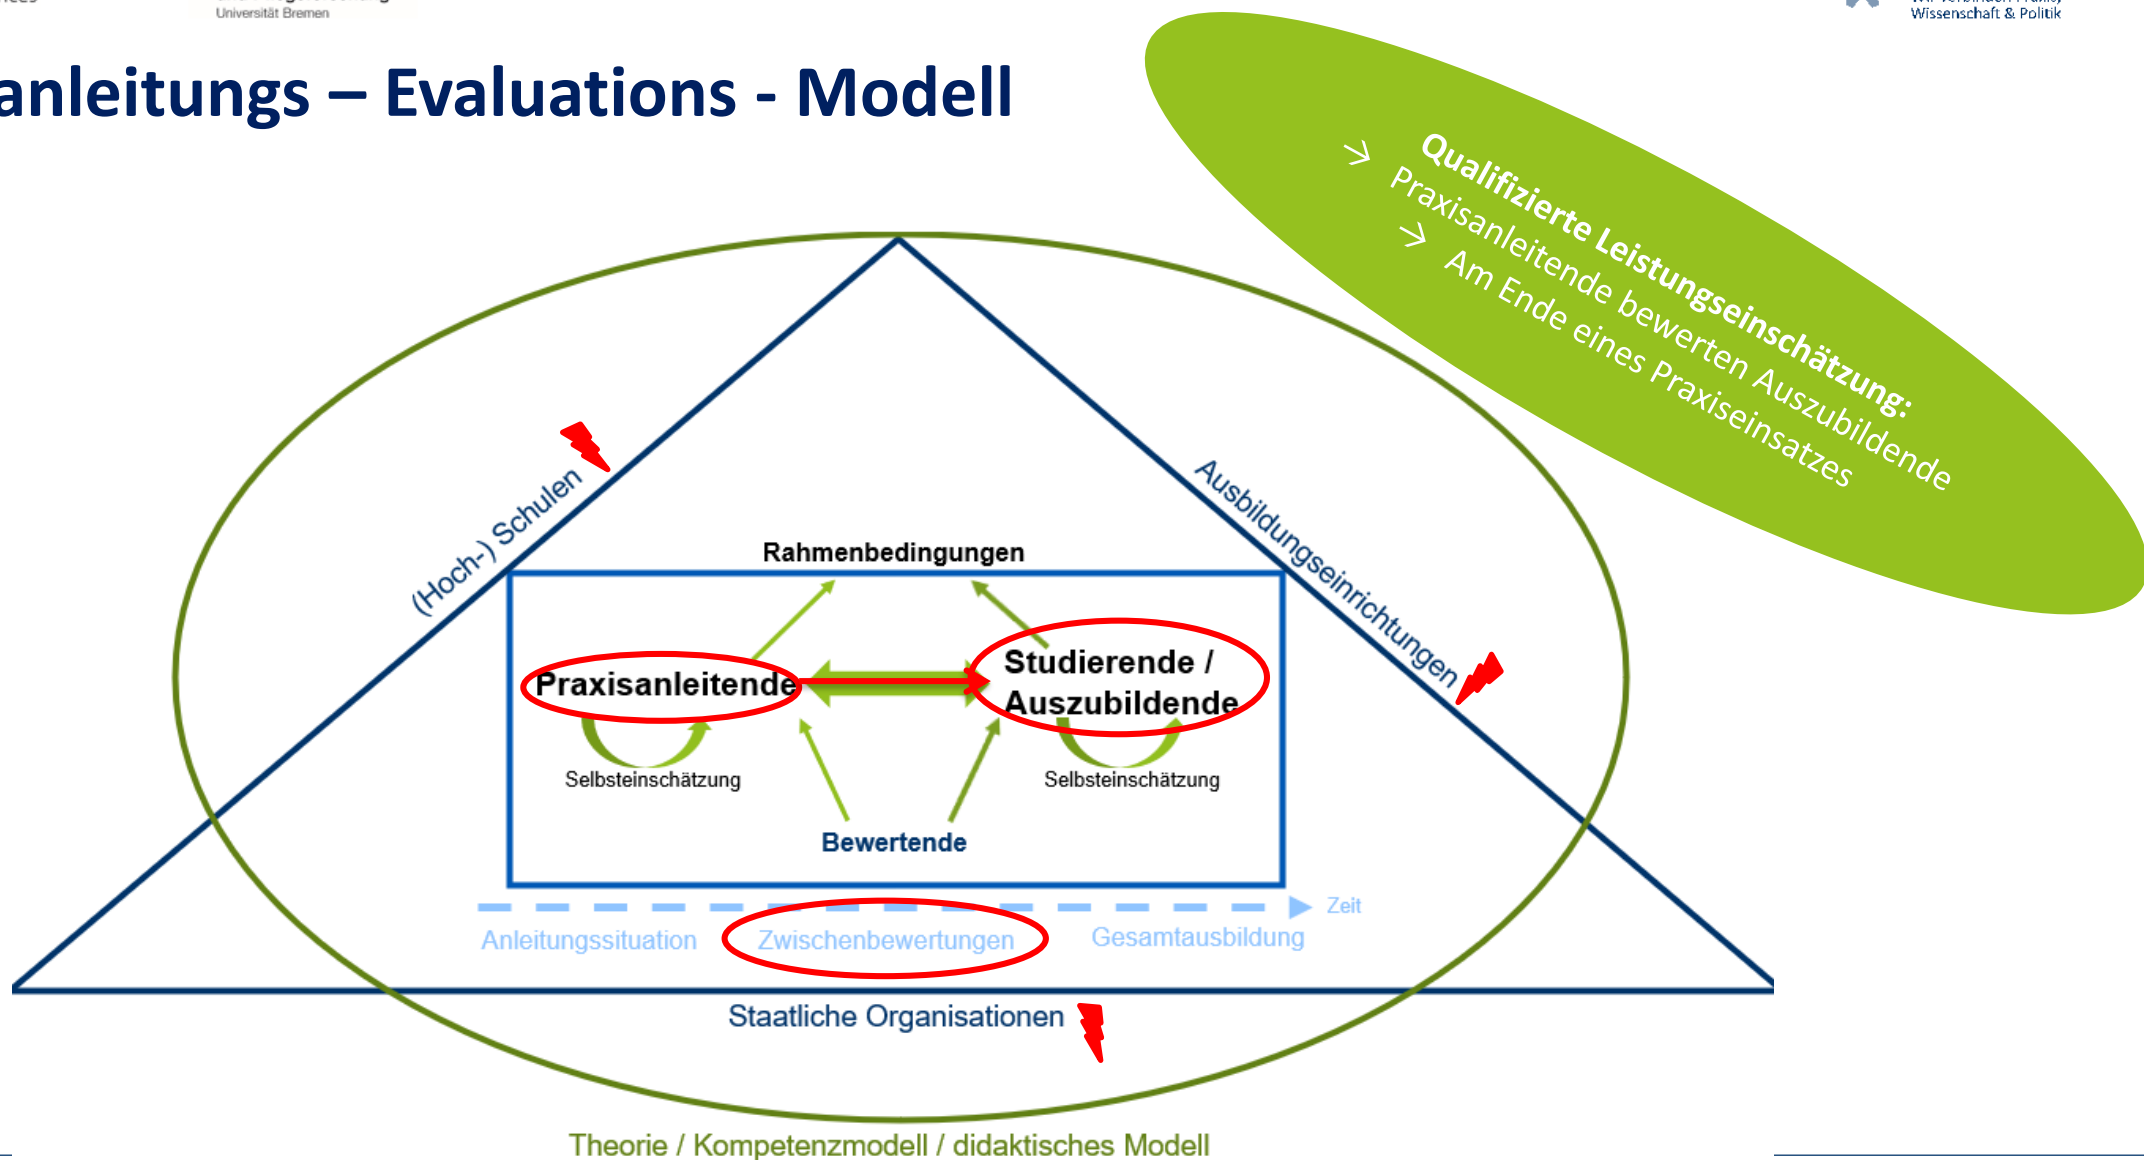 Universität Bremen
Wissenschaft & Politik
anleitungs – Evaluations - Modell
Qualifizierte Leistungseinschätzung:
→ Praxisanleitende bewerten Auszubildende
→ Am Ende eines Praxiseinsatzes
(Hoch-) Schulen
Ausbildungseinrichtungen
Rahmenbedingungen
Praxisanleitende
Studierende /
Auszubildende
Selbsteinschätzung
Selbsteinschätzung
Bewertende
Zeit
Anleitungssituation
Zwischenbewertungen
Gesamtausbildung
Staatliche Organisationen
Theorie / Kompetenzmodell / didaktisches Modell